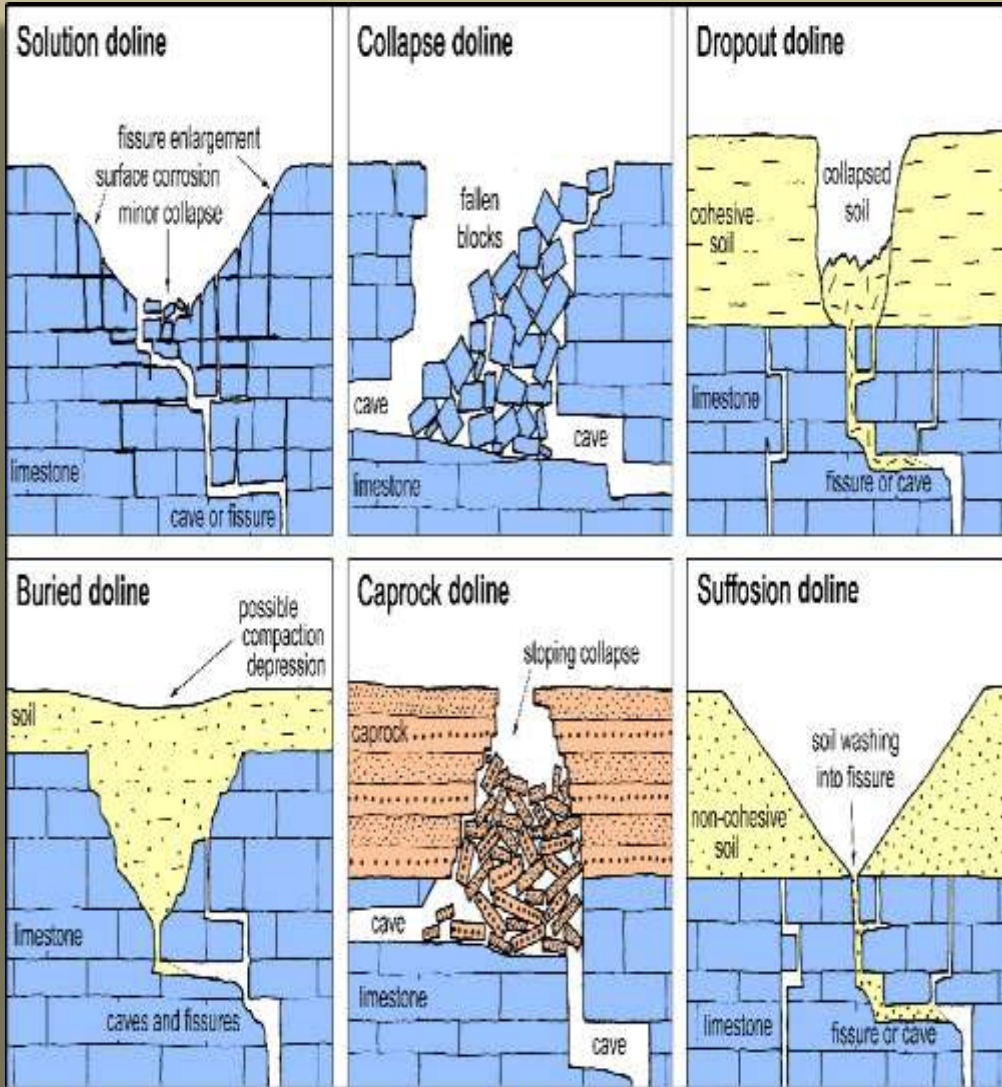 Solution doline
fissure enlargement
surface corrosion
minor collapse
limestone
cave or fissure
Collapse doline
fallen
blocks
cave
cave
limestone
Dropout doline
collapsed
soil
cohesive
soil
limestone
fissure or cave
Buried doline
possible
compaction
depression
soil
limestone
caves and fissures
Caprock doline
stoping collapse
caprock
cave
limestone
cave
Suffosion doline
soil washing
into fissure
non-cohesive
soil
limestone
fissure or cave